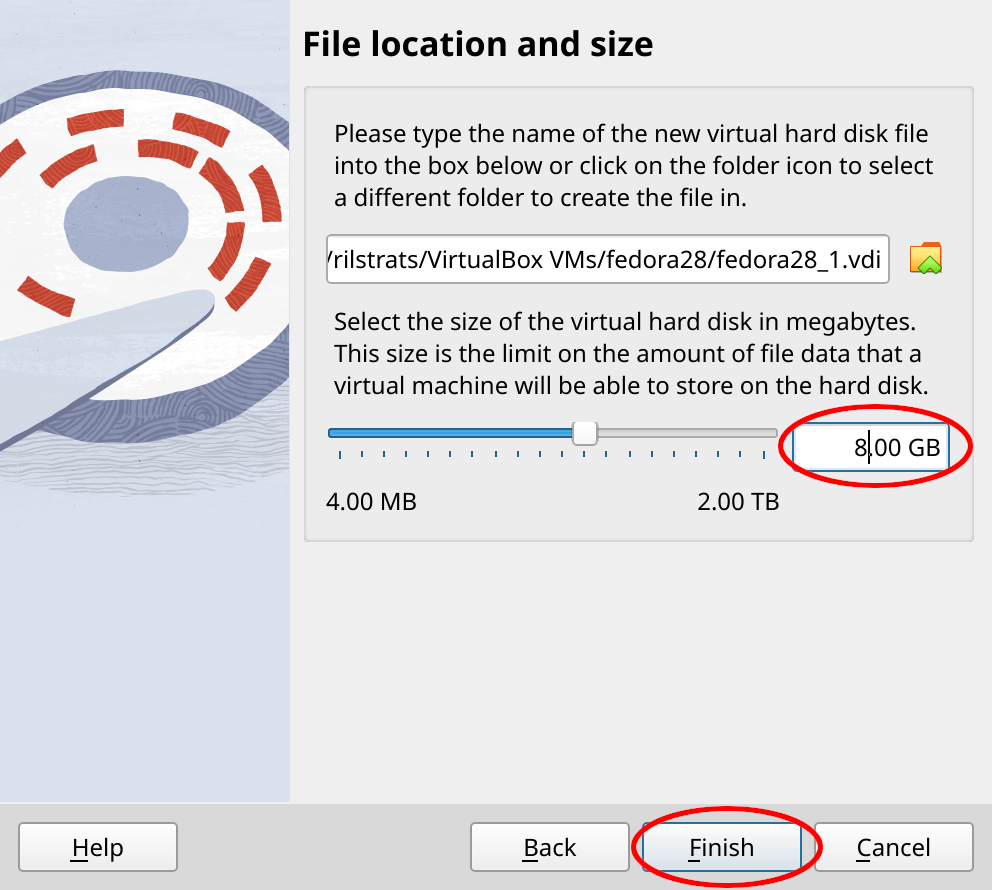 File location and size
Please type the name of the new virtual hard disk file
into the box below or click on the folder icon to select
a different folder to create the file in.
/rilstrats/VirtualBox VMs/fedora28/fedora28_1.vdi
Select the size of the virtual hard disk in megabytes.
This size is the limit on the amount of file data that a
virtual machine will be able to store on the hard disk.
8.00 GB
4.00 MB 2.00 TB
Help Back Finish Cancel